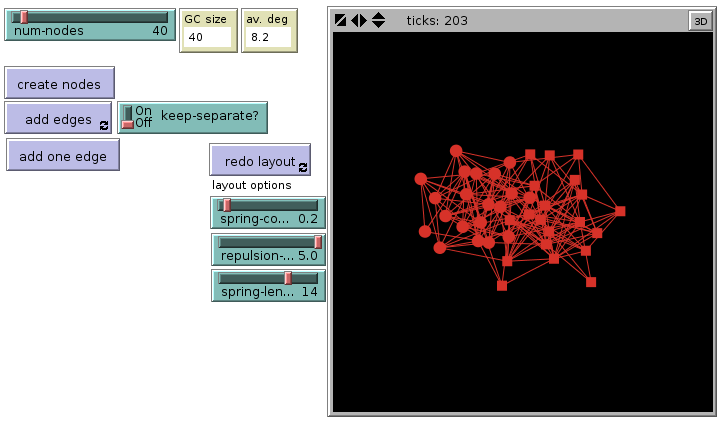 num-nodes 40
GC size
40
av. deg
8.2
ticks: 203
3D
create nodes
add edges
On
Off
keep-separate?
add one edge
redo layout
layout options
spring-co... 0.2
repulsion-... 5.0
spring-len... 14